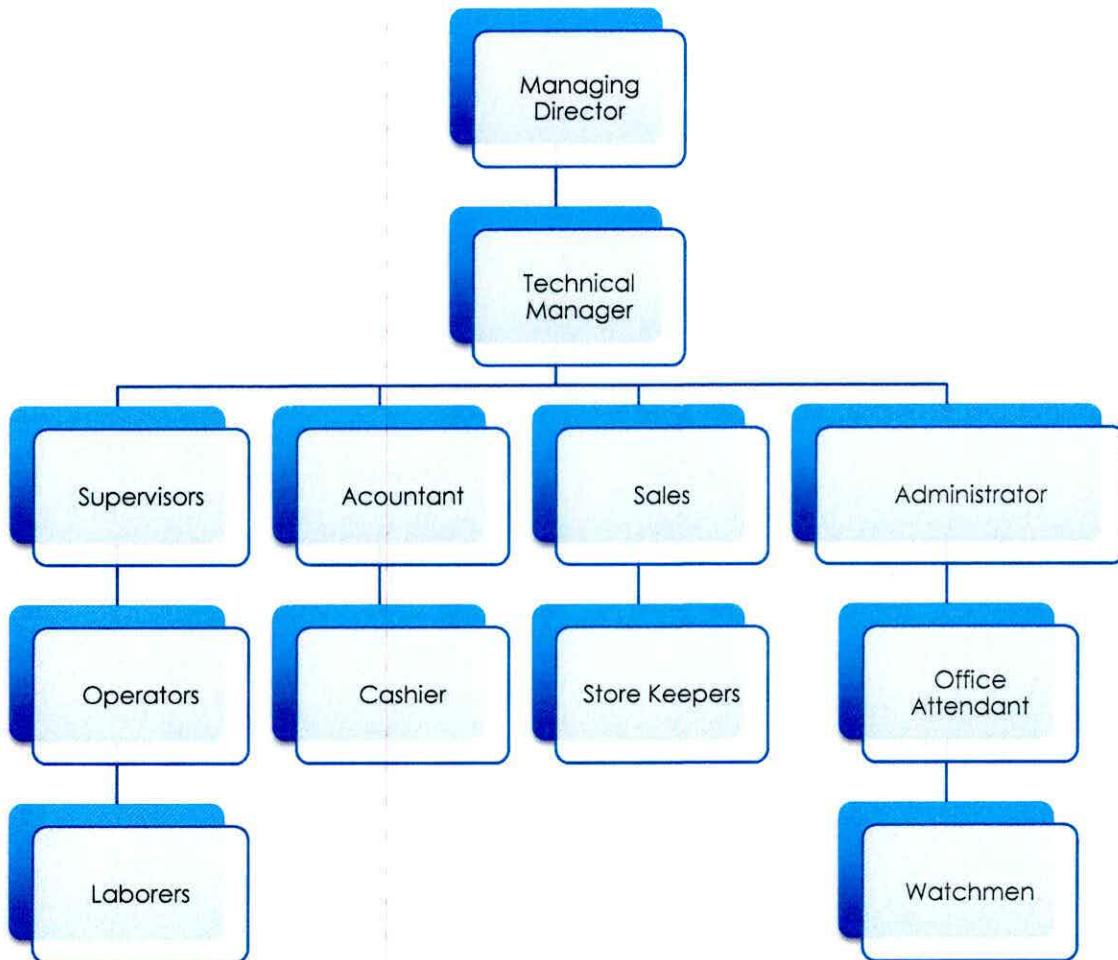 Managing
Director
Technical
Manager
Supervisors
Acountant
Sales
Administrator
Operators
Cashier
Store Keepers
Office
Attendant
Laborers
Watchmen